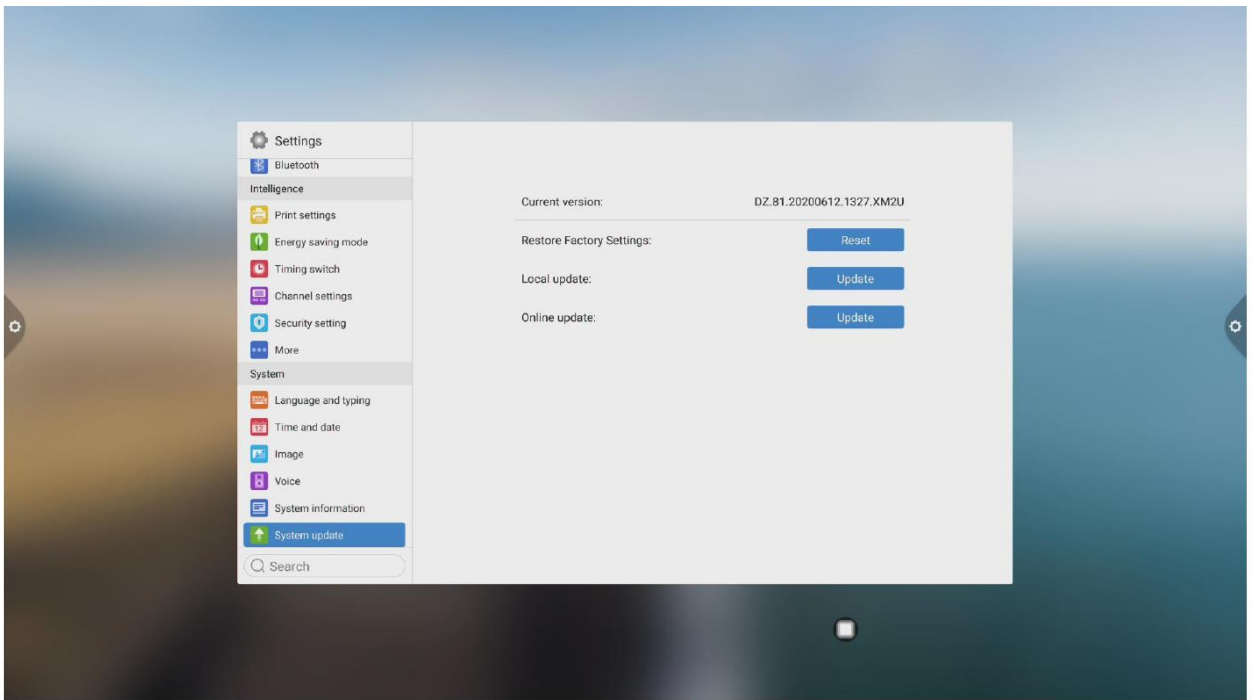 Settings
Bluetooth
Intelligence
Print settings
Energy saving mode
Timing switch
Channel settings
Security setting
More
System
Language and typing
Time and date
Image
Voice
System information
System update
Search
Current version: DZ.81.20200612.1327.XM2U
Restore Factory Settings: Reset
Local update: Update
Online update: Update